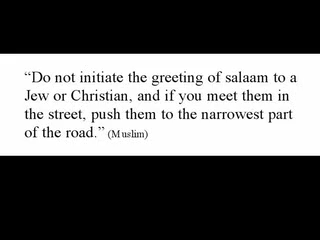 “Do not initiate the greeting of salaam to a
Jew or Christian, and if you meet them in
the street, push them to the narrowest part
of the road.” (Muslim)